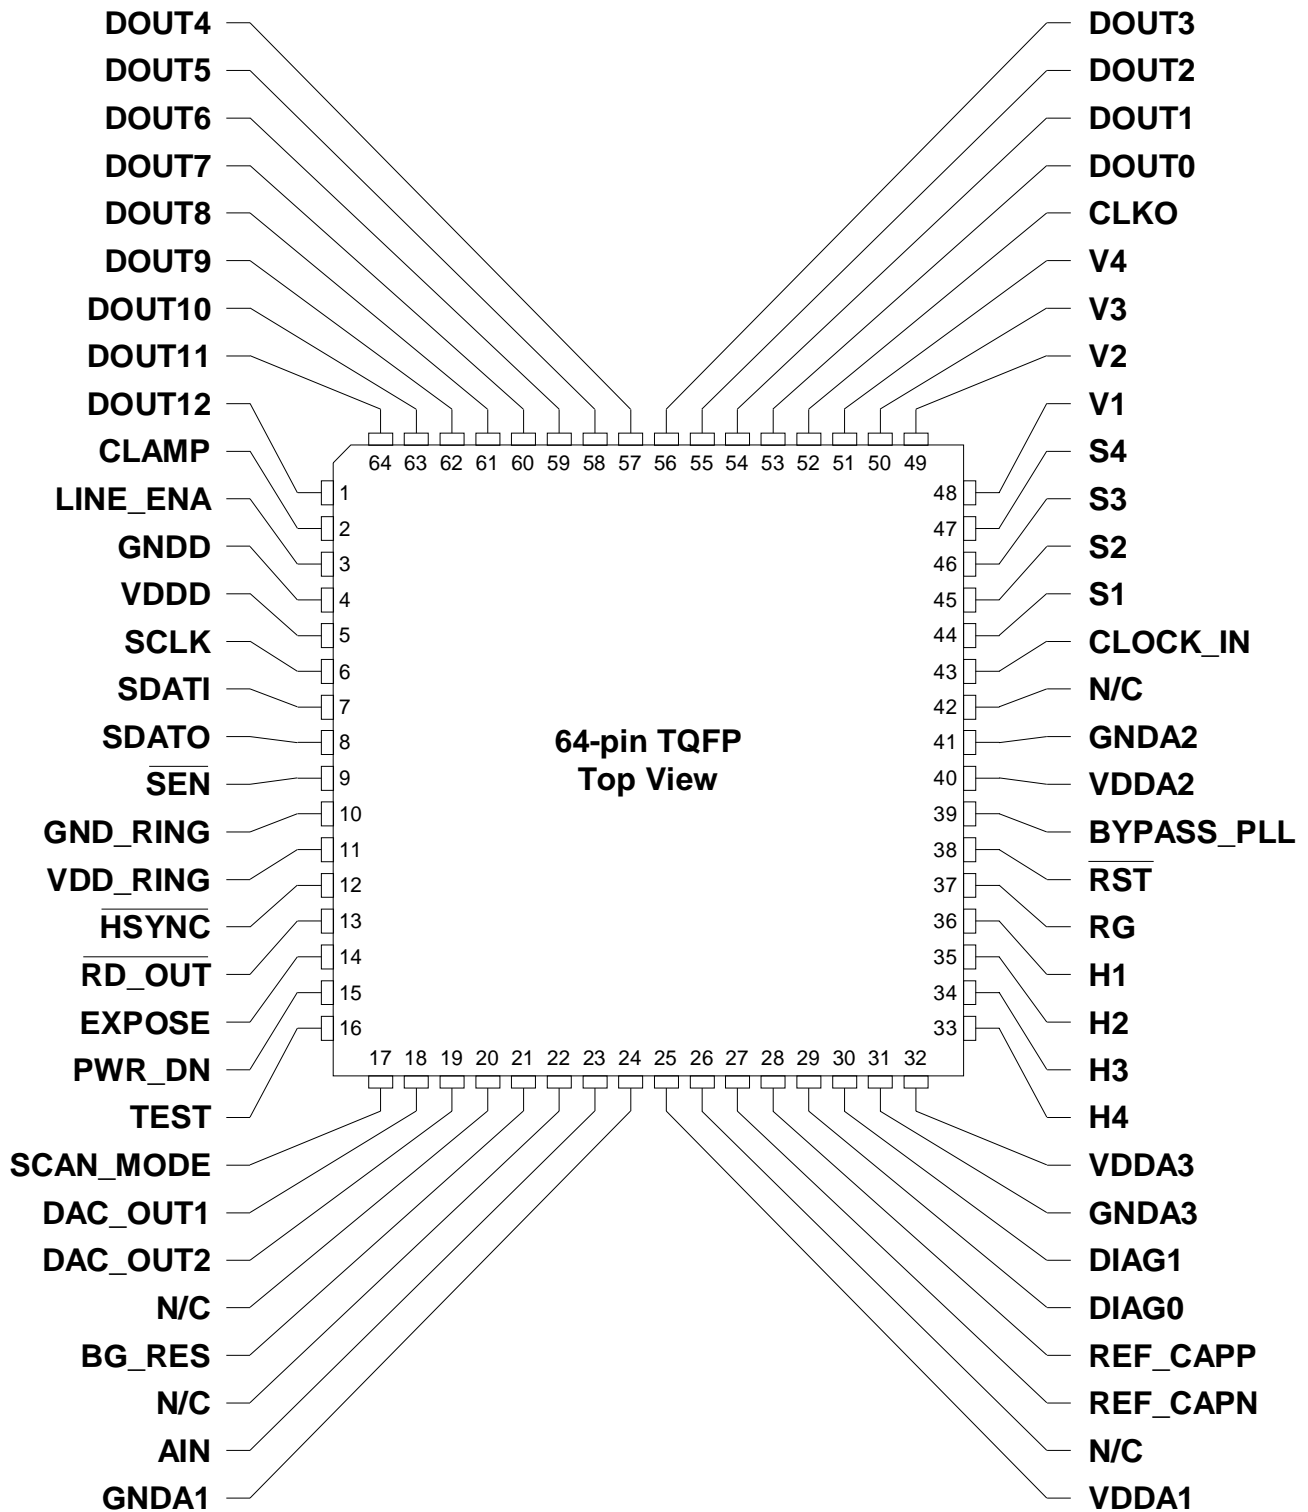 DOUT4
DOUT5
DOUT6
DOUT7
DOUT8
DOUT9
DOUT10
DOUT11
DOUT12
CLAMP
LINE_ENA
GNDD
VDDD
SCLK
SDATI
SDATO
SEN
GND_RING
VDD_RING
HSYNC
RD_OUT
EXPOSE
PWR_DN
TEST
SCAN_MODE
DAC_OUT1
DAC_OUT2
N/C
BG_RES
N/C
AIN
GNDA1
64 63 62 61 60 59 58 57 56 55 54 53 52 51 50 49
1
2
3
4
5
6
7
8
9
10
11
12
13
14
15
16
64-pin TQFP
Top View
48
47
46
45
44
43
42
41
40
39
38
37
36
35
34
33
17 18 19 20 21 22 23 24 25 26 27 28 29 30 31 32
DOUT3
DOUT2
DOUT1
DOUT0
CLKO
V4
V3
V2
V1
S4
S3
S2
S1
CLOCK_IN
N/C
GNDA2
VDDA2
BYPASS_PLL
RST
RG
H1
H2
H3
H4
VDDA3
GNDA3
DIAG1
DIAG0
REF_CAPP
REF_CAPN
N/C
VDDA1